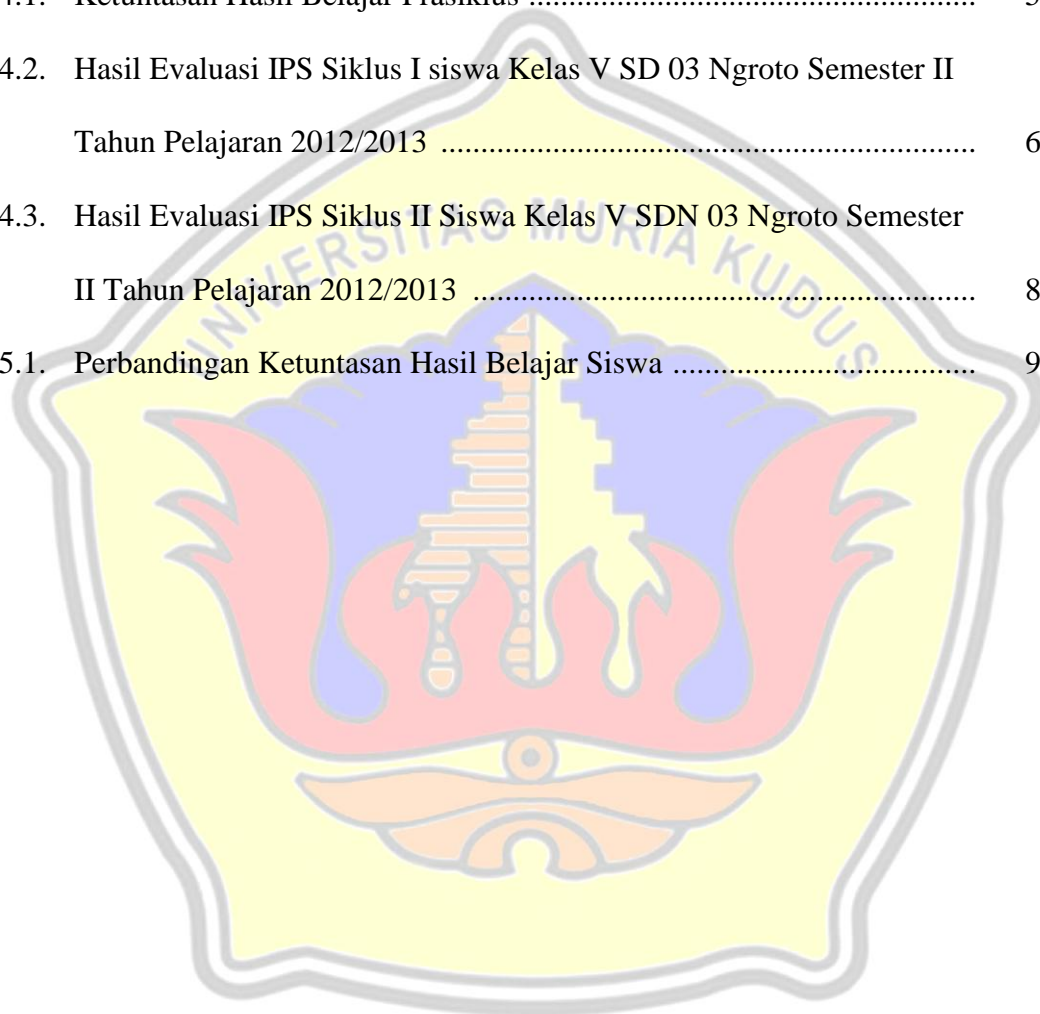 4.1. Ketuntasan Hasil Belajar Prasiklus ........................................................
4.2. Hasil Evaluasi IPS Siklus I siswa Kelas V SD 03 Ngroto Semester II
Tahun Pelajaran 2012/2013 .................................................................... 6
4.3. Hasil Evaluasi IPS Siklus II Siswa Kelas V SDN 03 Ngroto Semester
II Tahun Pelajaran 2012/2013 ................................................................ 8
5.1. Perbandingan Ketuntasan Hasil Belajar Siswa ...................................... 9
UNIVERSITAS MURIA KUDUS